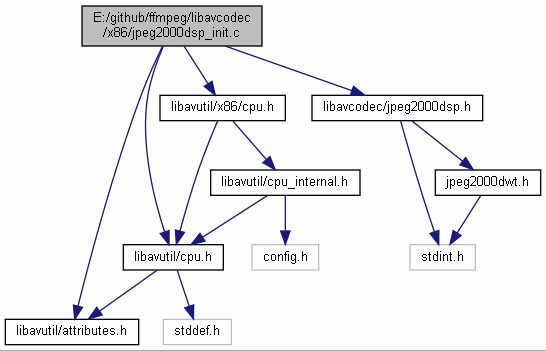 E:/github/ffmpeg/libavcodec
/x86/jpeg2000dsp_init.c
libavutil/x86/cpu.h
libavcodec/jpeg2000dsp.h
libavutil/cpu_internal.h
jpeg2000dwt.h
libavutil/cpu.h
config.h
stdint.h
libavutil/attributes.h
stddef.h